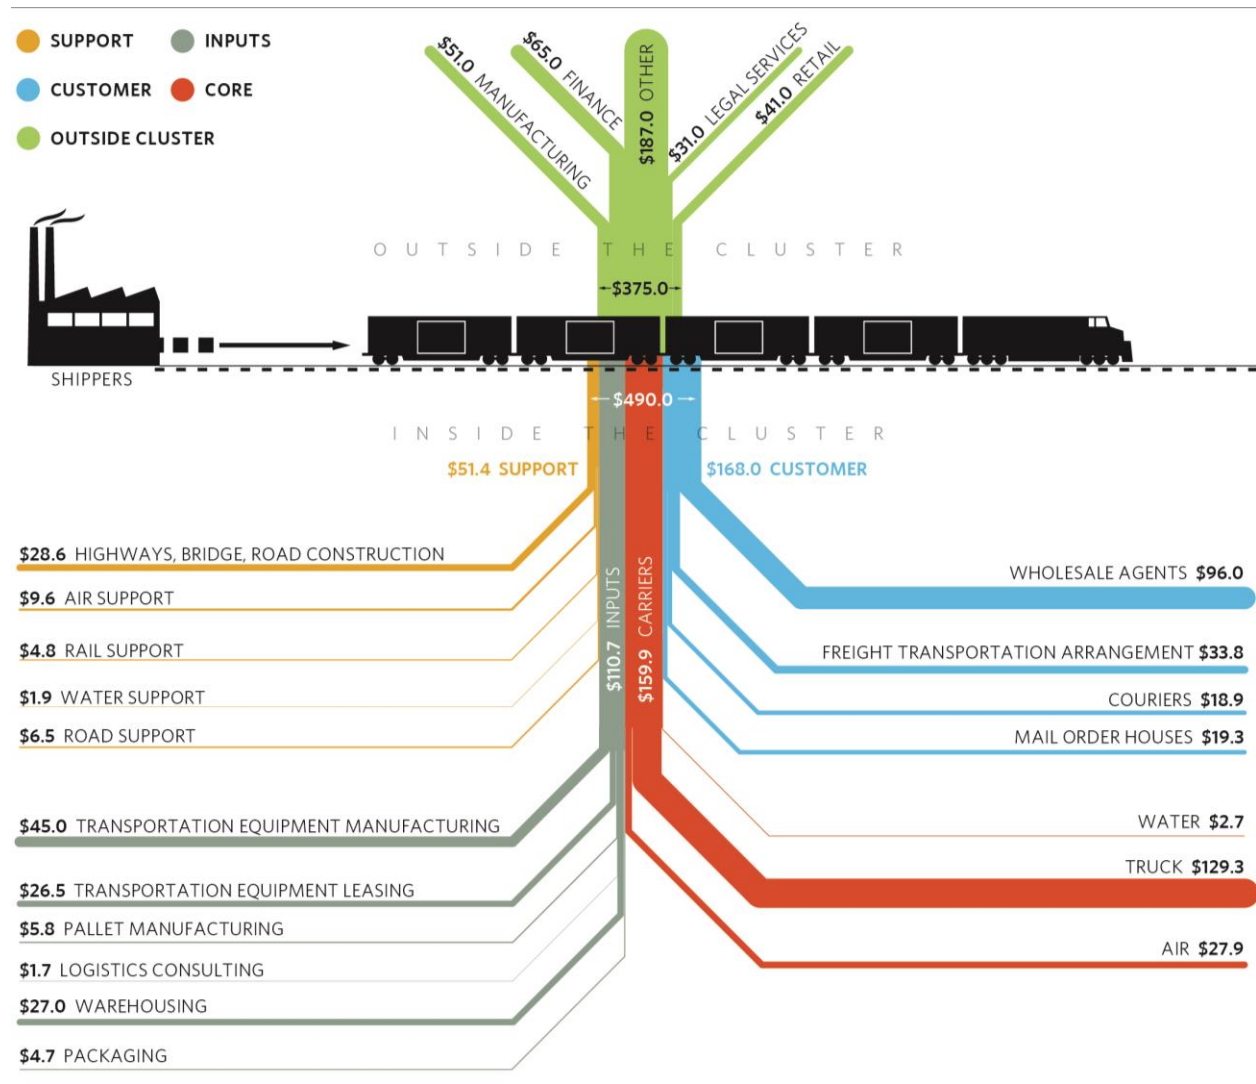 SUPPORT
INPUTS
CUSTOMER
CORE
OUTSIDE CLUSTER
$51.0 MANUFACTURING
$65.0 FINANCE
$187.0 OTHER
$31.0 LEGAL SERVICES
$41.0 RETAIL
OUTSIDE THE CLUSTER
$375.0
SHIPPERS
$490.0
INSIDE THE CLUSTER
$51.4 SUPPORT
$168.0 CUSTOMER
$110.7 INPUTS
$159.9 CARRIERS
$28.6 HIGHWAYS, BRIDGE, ROAD CONSTRUCTION
$9.6 AIR SUPPORT
$4.8 RAIL SUPPORT
$1.9 WATER SUPPORT
$6.5 ROAD SUPPORT
$45.0 TRANSPORTATION EQUIPMENT MANUFACTURING
$26.5 TRANSPORTATION EQUIPMENT LEASING
$5.8 PALLET MANUFACTURING
$1.7 LOGISTICS CONSULTING
$27.0 WAREHOUSING
$4.7 PACKAGING
WHOLESALE AGENTS $96.0
FREIGHT TRANSPORTATION ARRANGEMENT $33.8
COURIERS $18.9
MAIL ORDER HOUSES $19.3
WATER $2.7
TRUCK $129.3
AIR $27.9